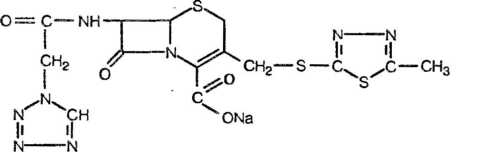 S
O=C NH N N
O N CH₂ S C C CH₃
CH₂ S
C O
N ONa
N CH
N N